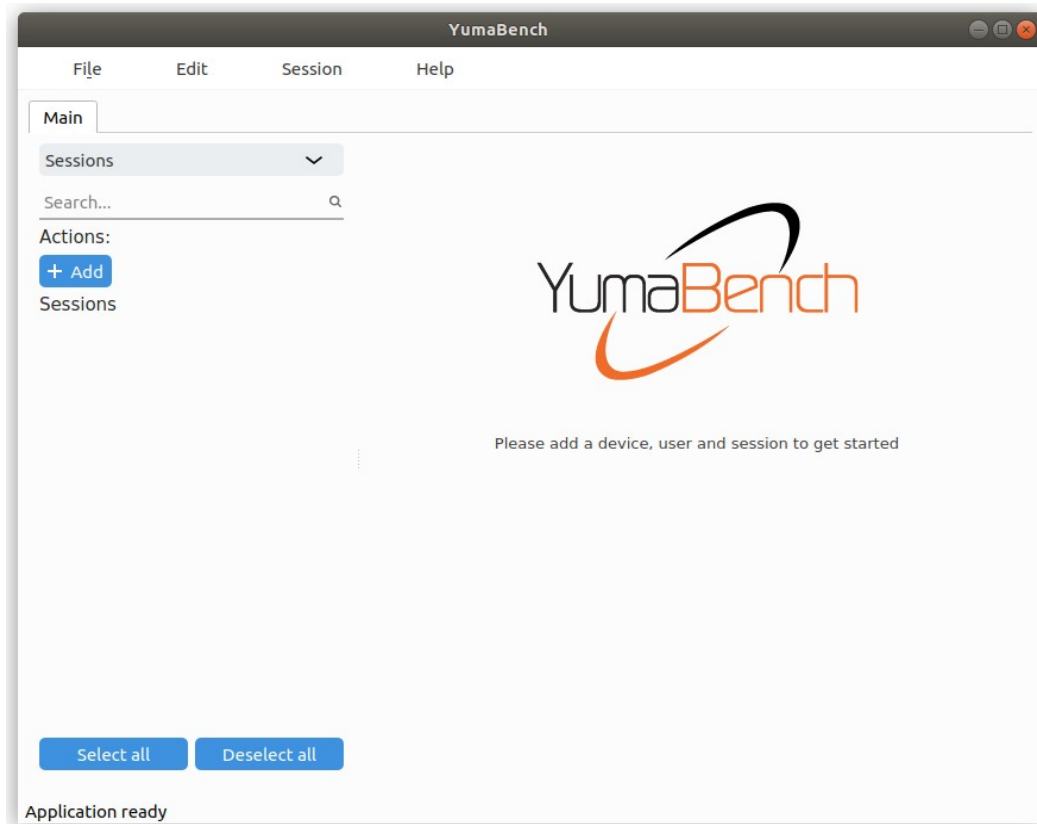 YumaBench
File Edit Session Help
Main
Sessions
Search...
Actions:
+ Add
Sessions
YumaBench
Please add a device, user and session to get started
Select all Deselect all
Application ready